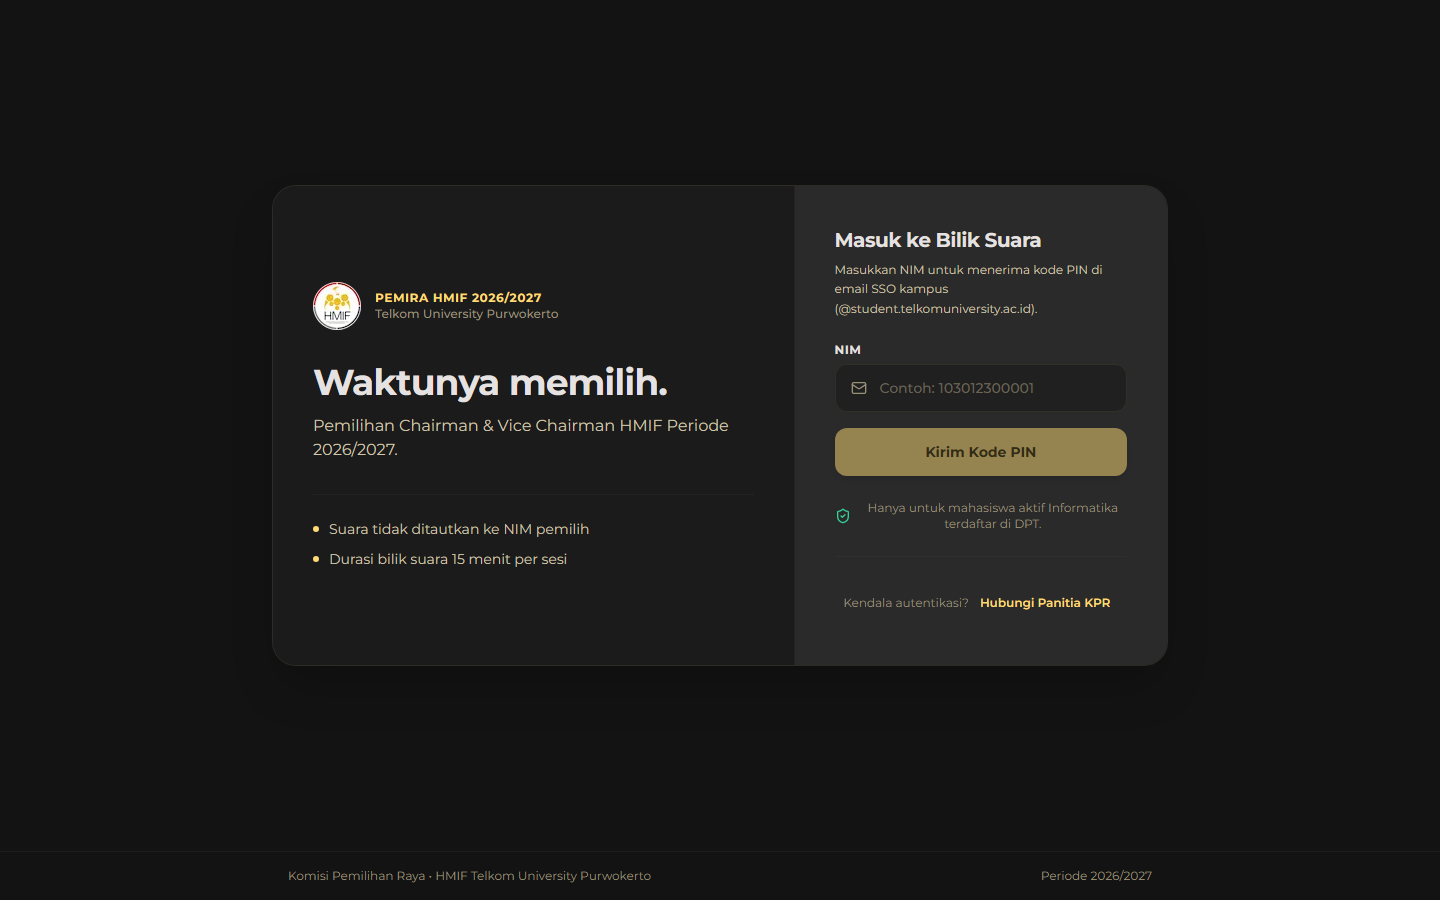 HMIF
PEMIRA HMIF 2026/2027
Telkom University Purwokerto
Waktunya memilih.
Pemilihan Chairman & Vice Chairman HMIF Periode
2026/2027.
Suara tidak ditautkan ke NIM pemilih
Durasi bilik suara 15 menit per sesi
Masuk ke Bilik Suara
Masukkan NIM untuk menerima kode PIN di
email SSO kampus
(@student.telkomuniversity.ac.id).
NIM
Contoh: 103012300001
Kirim Kode PIN
Hanya untuk mahasiswa aktif Informatika
terdaftar di DPT.
Kendala autentikasi? Hubungi Panitia KPR
Komisi Pemilihan Raya • HMIF Telkom University Purwokerto
Periode 2026/2027